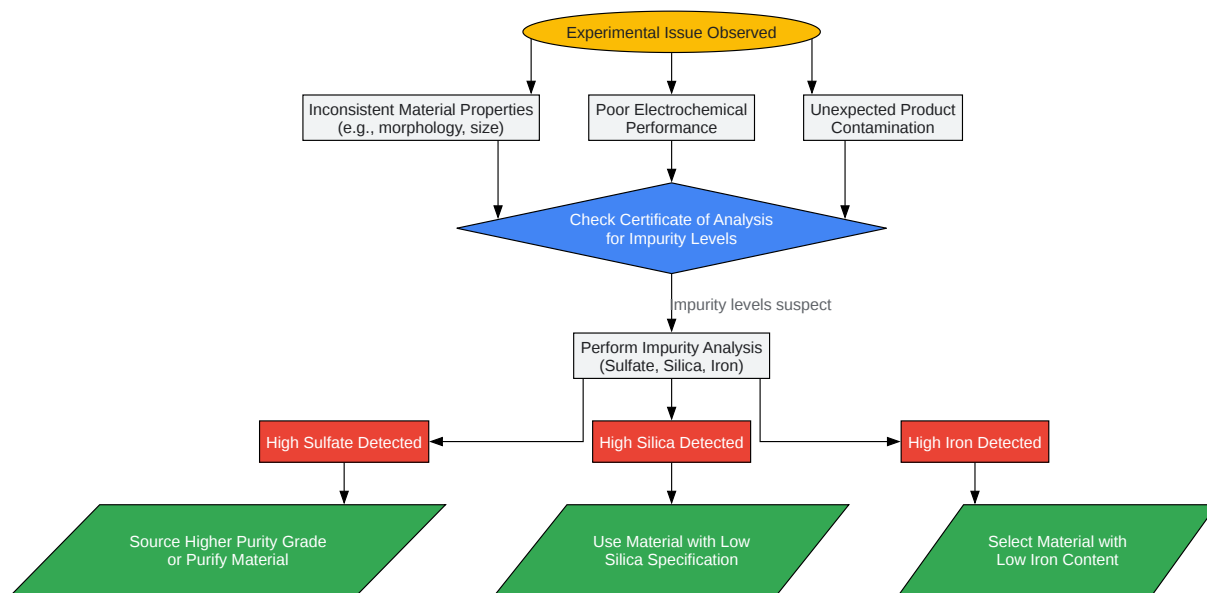 Experimental Issue Observed
Inconsistent Material Properties
(e.g., morphology, size)
Poor Electrochemical
Performance
Unexpected Product
Contamination
Check Certificate of Analysis
for Impurity Levels
Impurity levels suspect
Perform Impurity Analysis
(Sulfate, Silica, Iron)
High Sulfate Detected
High Silica Detected
High Iron Detected
Source Higher Purity Grade
or Purify Material
Use Material with Low
Silica Specification
Select Material with
Low Iron Content